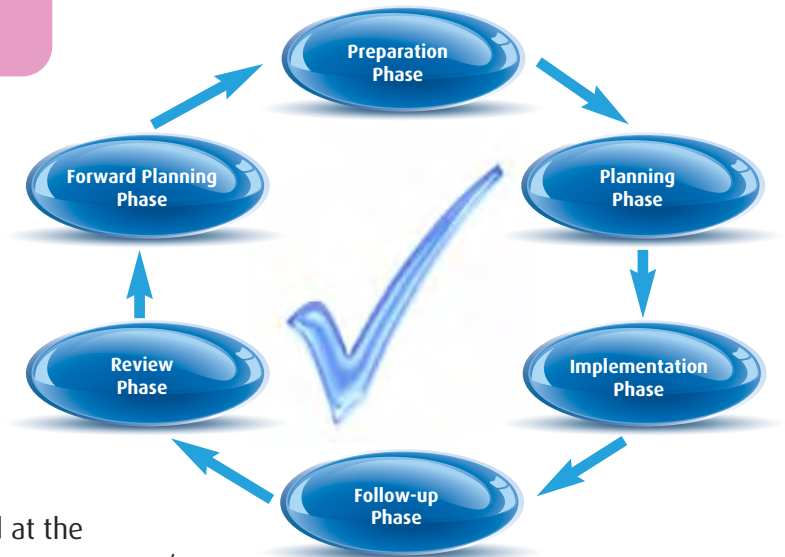 Preparation
Phase
Planning
Phase
Implementation
Phase
Follow-up
Phase
Review
Phase
Forward Planning
Phase
d at the